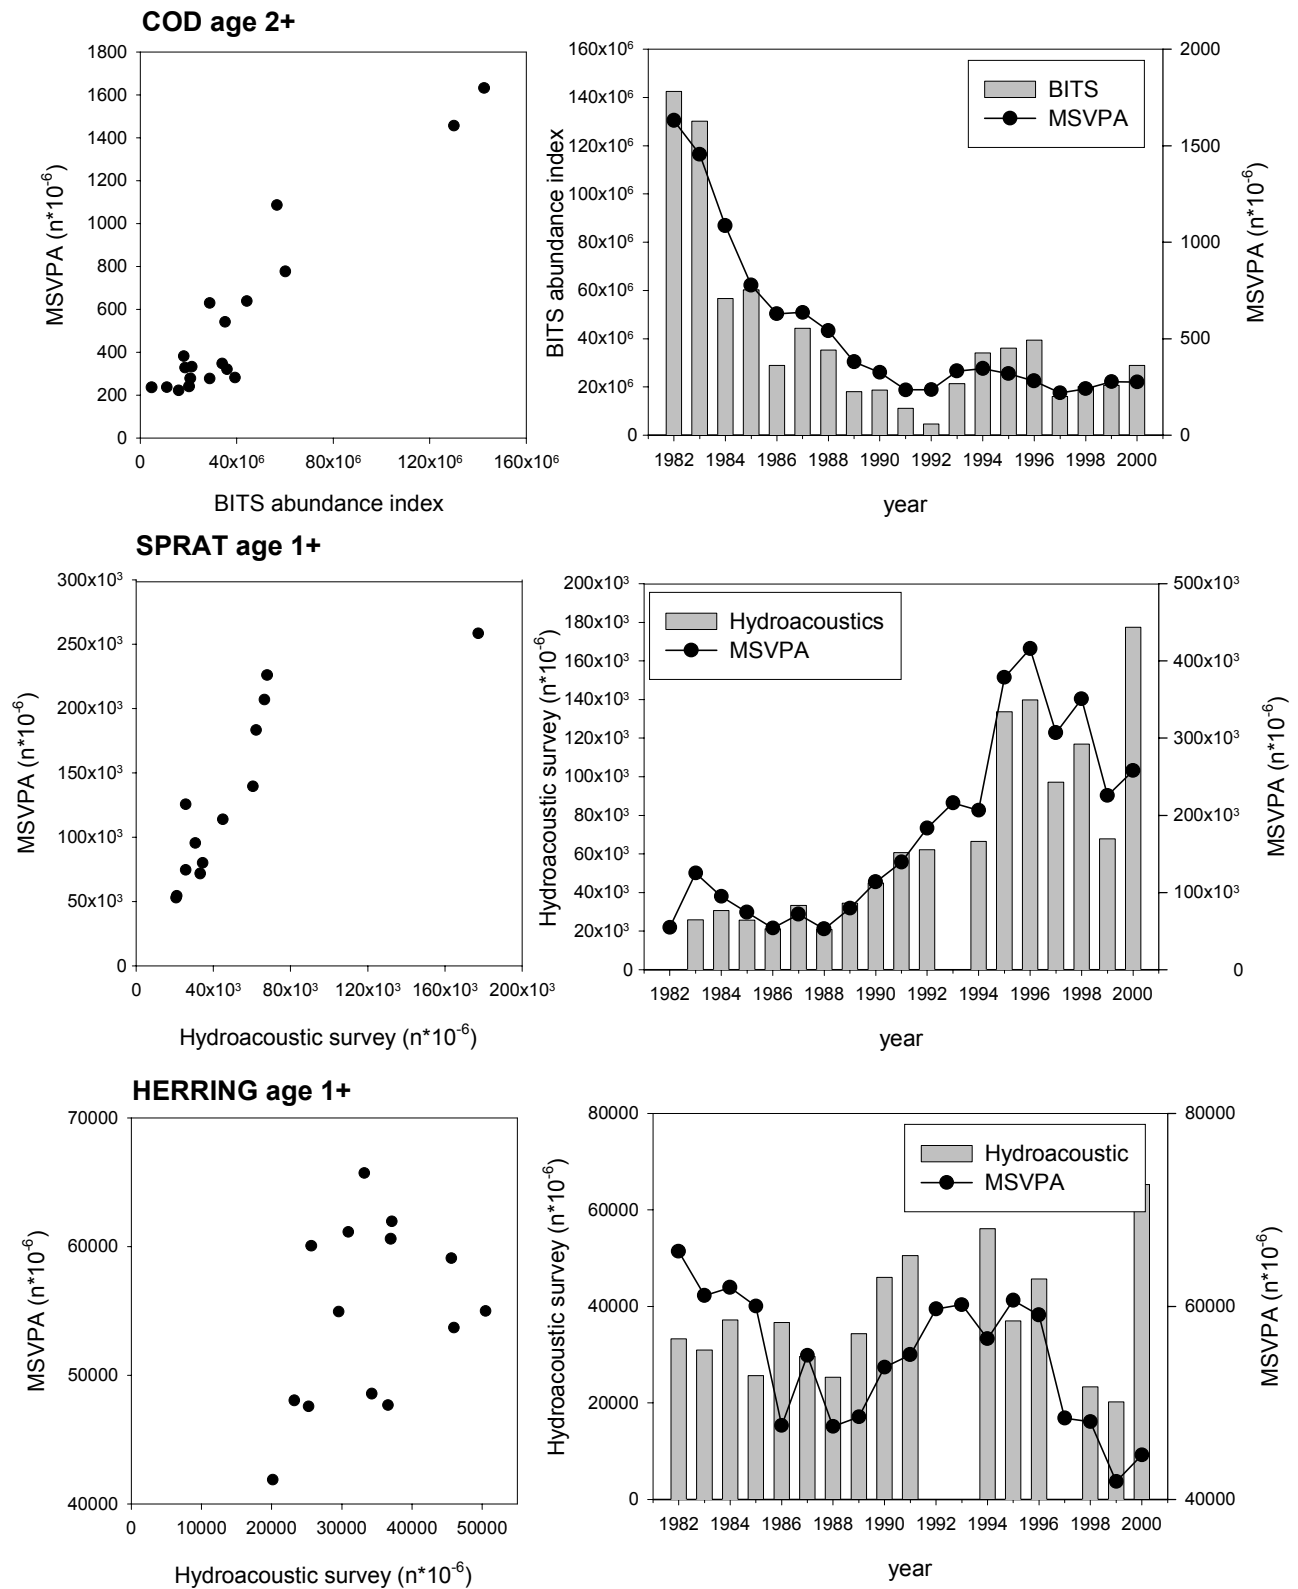 COD age 2+
MSVPA (n*10⁻⁶)
1800
1600
1400
1200
1000
800
600
400
200
0
0 40x10⁶ 80x10⁶ 120x10⁶ 160x10⁶
BITS abundance index
BITS abundance index
160x10⁶
140x10⁶
120x10⁶
100x10⁶
80x10⁶
60x10⁶
40x10⁶
20x10⁶
0
BITS
MSVPA
2000
1500
1000
500
0
MSVPA (n*10⁻⁶)
1982 1984 1986 1988 1990 1992 1994 1996 1998 2000
year
SPRAT age 1+
MSVPA (n*10⁻⁶)
300x10³
250x10³
200x10³
150x10³
100x10³
50x10³
0
0 40x10³ 80x10³ 120x10³ 160x10³ 200x10³
Hydroacoustic survey (n*10⁻⁶)
Hydroacoustic survey (n*10⁻⁶)
200x10³
180x10³
160x10³
140x10³
120x10³
100x10³
80x10³
60x10³
40x10³
20x10³
0
Hydroacoustics
MSVPA
500x10³
400x10³
300x10³
200x10³
100x10³
0
MSVPA (n*10⁻⁶)
1982 1984 1986 1988 1990 1992 1994 1996 1998 2000
year
HERRING age 1+
MSVPA (n*10⁻⁶)
70000
60000
50000
40000
0 10000 20000 30000 40000 50000
Hydroacoustic survey (n*10⁻⁶)
Hydroacoustic survey (n*10⁻⁶)
80000
60000
40000
20000
0
Hydroacoustic
MSVPA
80000
60000
40000
MSVPA (n*10⁻⁶)
1982 1984 1986 1988 1990 1992 1994 1996 1998 2000
year